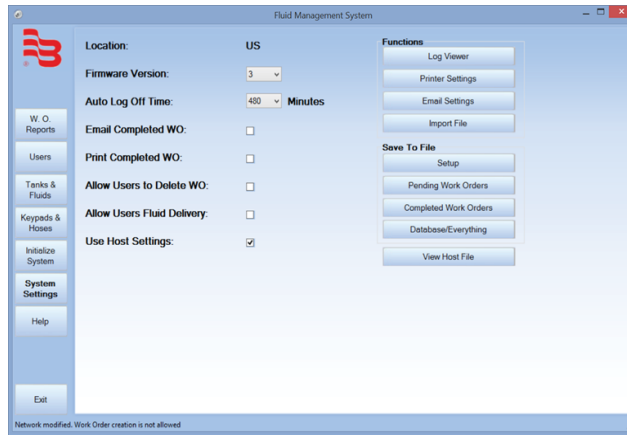 Fluid Management System
Location: US
Firmware Version: 3
Auto Log Off Time: 480 Minutes
Email Completed WO:
Print Completed WO:
Allow Users to Delete WO:
Allow Users Fluid Delivery:
Use Host Settings:
Functions
Log Viewer
Printer Settings
Email Settings
Import File
Save To File
Setup
Pending Work Orders
Completed Work Orders
Database/Everything
View Host File
W. O.
Reports
Users
Tanks &
Fluids
Keypads &
Hoses
Initialize
System
System
Settings
Help
Exit
Network modified. Work Order creation is not allowed